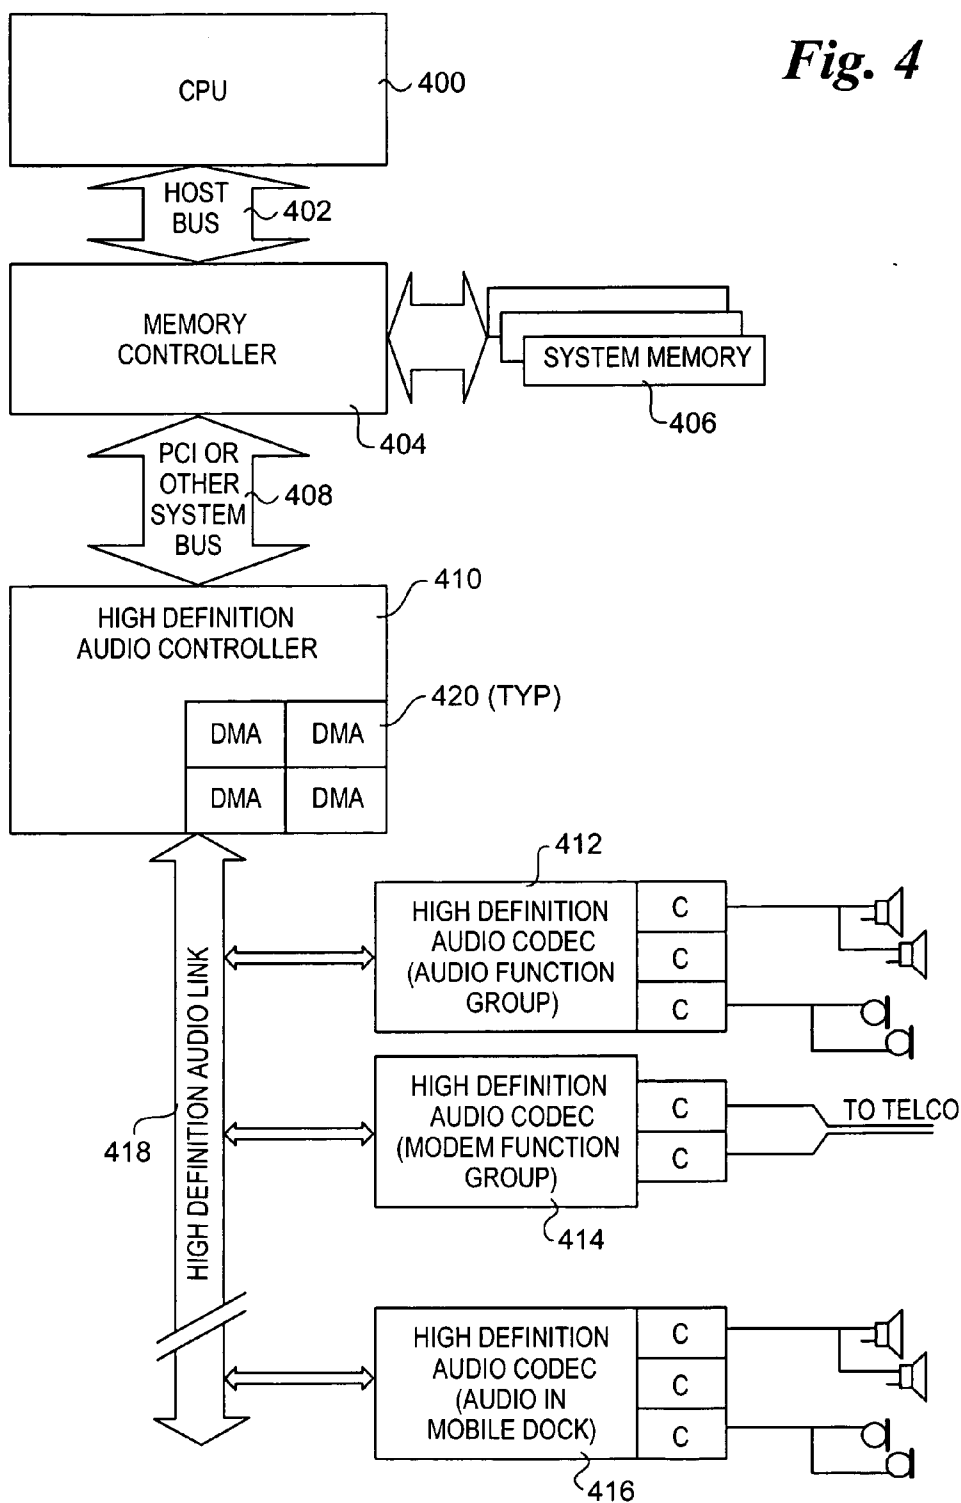 Fig. 4
CPU
400
HOST
BUS
402
MEMORY
CONTROLLER
404
SYSTEM MEMORY
406
PCI OR
OTHER
SYSTEM
BUS
408
410
HIGH DEFINITION
AUDIO CONTROLLER
420 (TYP)
DMA
DMA
DMA
DMA
HIGH DEFINITION AUDIO LINK
418
412
HIGH DEFINITION
AUDIO CODEC
(AUDIO FUNCTION
GROUP)
C
C
C
HIGH DEFINITION
AUDIO CODEC
(MODEM FUNCTION
GROUP)
C
C
TO TELCO
414
HIGH DEFINITION
AUDIO CODEC
(AUDIO IN
MOBILE DOCK)
C
C
C
416